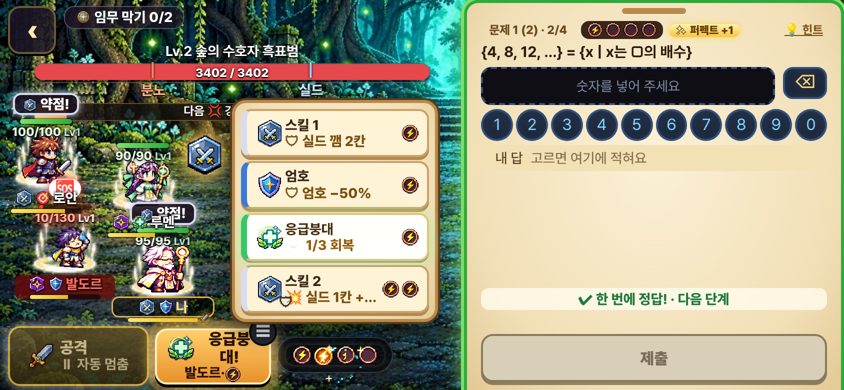 임무 막기 0/2
Lv.2 숲의 수호자 흑표범
3402 / 3402
분노
실드
약점!
다음
100/100 Lv1
90/90 Lv1
SOS
로안
약점!
루멘
10/130 Lv1
95/95 Lv1
발도르
나
스킬 1
실드 깸 2칸
엄호
엄호 -50%
응급붕대
1/3 회복
스킬 2
실드 1칸 +...
공격
자동 멈춤
응급붕대!
발도르·
문제 1 (2) · 2/4
퍼펙트 +1
힌트
{4, 8, 12, ...} = {x | x는 □의 배수}
숫자를 넣어 주세요
1 2 3 4 5 6 7 8 9 0
내 답 고르면 여기에 적혀요
✔ 한 번에 정답! · 다음 단계
제출